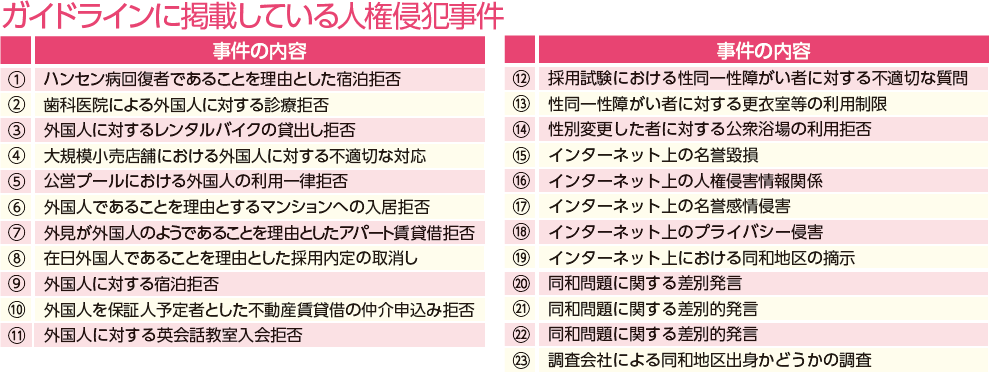 ガイドラインに掲載している人権侵犯事件
事件の内容
① ハンセン病回復者であることを理由とした宿泊拒否
② 歯科医院による外国人に対する診療拒否
③ 外国人に対するレンタルバイクの貸出し拒否
④ 大規模小売店舗における外国人に対する不適切な対応
⑤ 公営プールにおける外国人の利用一律拒否
⑥ 外国人であることを理由とするマンションへの入居拒否
⑦ 外見が外国人のようであることを理由としたアパート賃貸借拒否
⑧ 在日外国人であることを理由とした採用内定の取消し
⑨ 外国人に対する宿泊拒否
⑩ 外国人を保証人予定者とした不動産賃貸借の仲介申込み拒否
⑪ 外国人に対する英会話教室入会拒否
事件の内容
⑫ 採用試験における性同一性障がい者に対する不適切な質問
⑬ 性同一性障がい者に対する更衣室等の利用制限
⑭ 性別変更した者に対する公衆浴場の利用拒否
⑮ インターネット上の名誉毀損
⑯ インターネット上の人権侵害情報関係
⑰ インターネット上の名誉感情侵害
⑱ インターネット上のプライバシー侵害
⑲ インターネット上における同和地区の摘示
⑳ 同和問題に関する差別発言
㉑ 同和問題に関する差別的発言
㉒ 同和問題に関する差別的発言
㉓ 調査会社による同和地区出身かどうかの調査